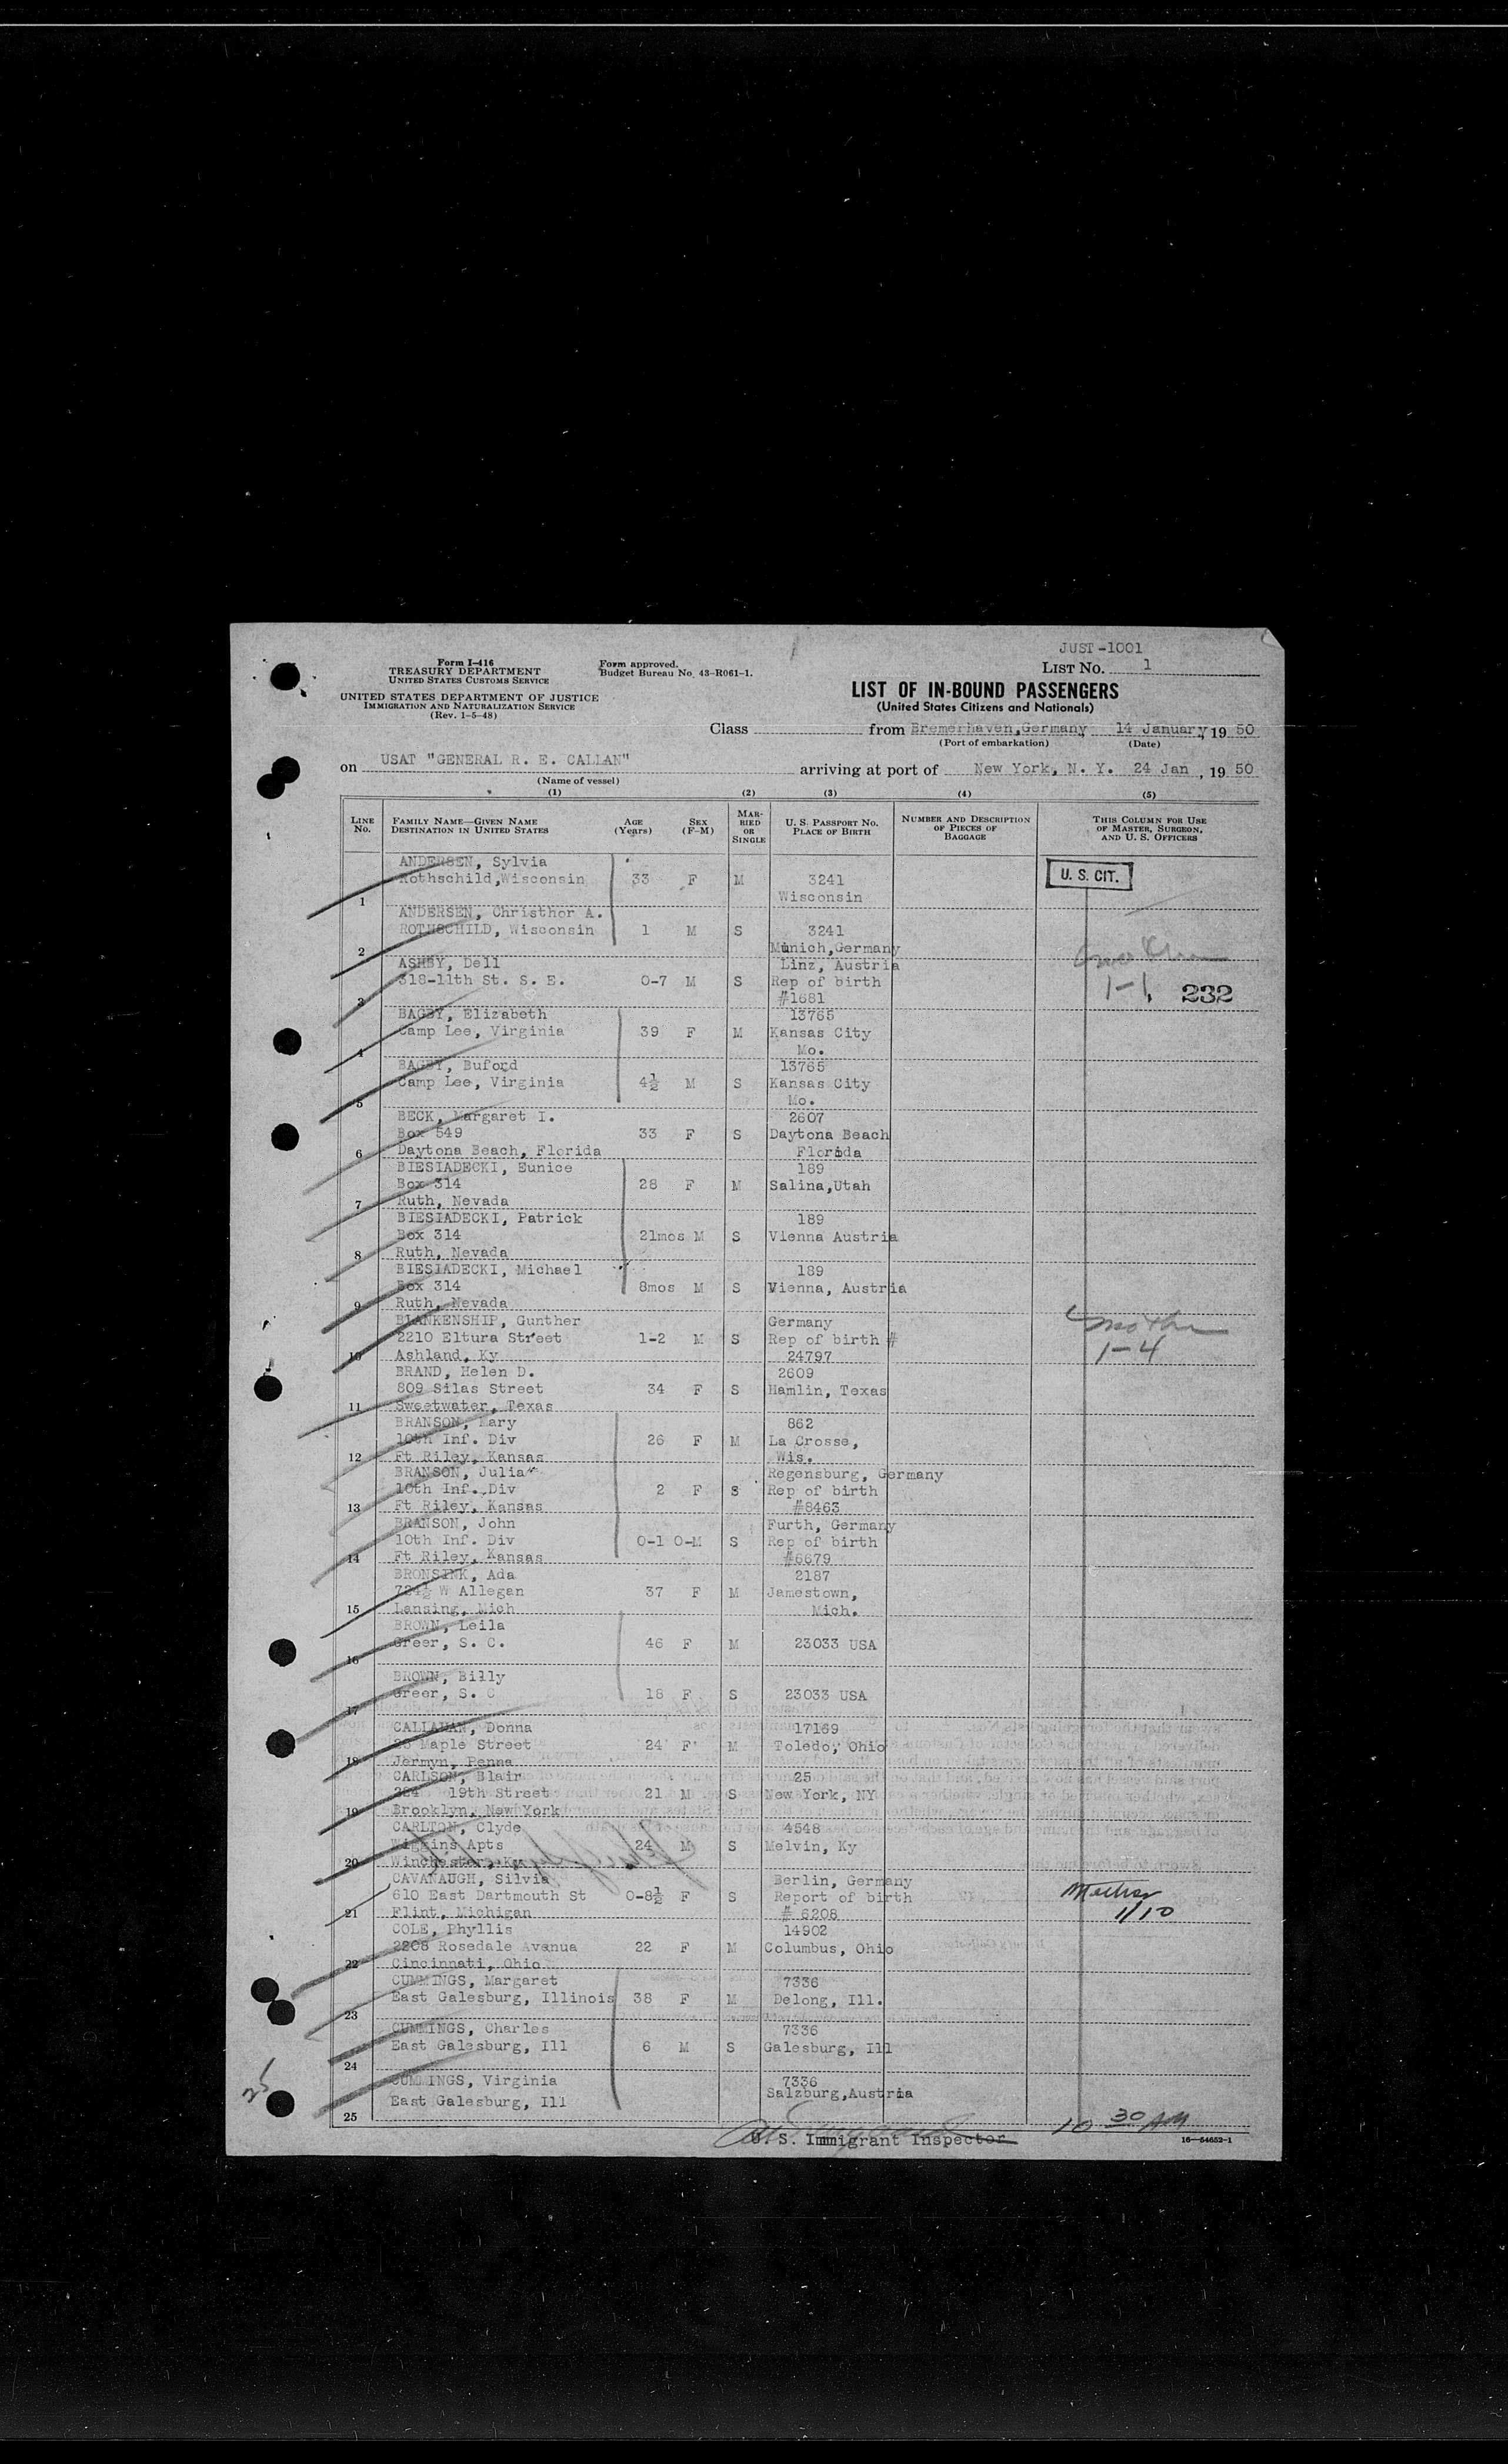 JUST-1001
Form I-416
TREASURY DEPARTMENT
UNITED STATES CUSTOMS SERVICE
Form approved.
Budget Bureau No. 43-R061-1.
LIST NO. 1
UNITED STATES DEPARTMENT OF JUSTICE
IMMIGRATION AND NATURALIZATION SERVICE
(Rev. 1-5-48)
LIST OF IN-BOUND PASSENGERS
(United States Citizens and Nationals)
Class from Bremerhaven,Germany 14 January, 19 50
(Port of embarkation) (Date)
on USAT "GENERAL R. E. CALLAN" arriving at port of New York, N. Y. 24 Jan, 19 50
(Name of vessel)
(1) (2) (3) (4) (5)
LINE NO. FAMILY NAME—GIVEN NAME DESTINATION IN UNITED STATES AGE (Years) SEX (F-M) MARRIED OR SINGLE U. S. PASSPORT NO. PLACE OF BIRTH NUMBER AND DESCRIPTION OF PIECES OF BAGGAGE THIS COLUMN FOR USE OF MASTER, SURGEON, AND U. S. OFFICERS
ANDERSEN, Sylvia
Rothschild,Wisconsin 33 F M 3241 U. S. CIT.
1 Wisconsin
ANDERSEN, Christhor A.
ROTHSCHILD, Wisconsin 1 M S 3241
2 Munich,Germany
ASHBY, Dell Linz, Austria
318-11th St. S. E. 0-7 M S Rep of birth 1-1, 232
3 #1681
BAGBY, Elizabeth 13765
Camp Lee, Virginia 39 F M Kansas City
4 Mo.
BAGBY, Buford 13765
Camp Lee, Virginia 4½ M S Kansas City
5 Mo.
BECK, Margaret I. 2607
Box 549 33 F S Daytona Beach
6 Daytona Beach, Florida Florida
BIESIADECKI, Eunice 189
Box 314 28 F M Salina,Utah
7 Ruth, Nevada
BIESIADECKI, Patrick 189
Box 314 21mos M S Vienna Austria
8 Ruth, Nevada
BIESIADECKI, Michael 189
Box 314 8mos M S Vienna, Austria
9 Ruth, Nevada
BLANKENSHIP, Gunther Germany mother
2210 Eltura Street 1-2 M S Rep of birth # 1-4
10 Ashland, Ky 24797
BRAND, Helen D. 2609
809 Silas Street 34 F S Hamlin, Texas
11 Sweetwater, Texas
BRANSON, Mary 862
10th Inf. Div 26 F M La Crosse,
12 Ft Riley, Kansas Wis.
BRANSON, Julia Regensburg, Germany
10th Inf. Div 2 F S Rep of birth
13 Ft Riley, Kansas #8463
BRANSON, John Furth, Germany
10th Inf. Div 0-10-M S Rep of birth
14 Ft Riley, Kansas #6679
BRONSINK, Ada 2187
724½ W Allegan 37 F M Jamestown,
15 Lansing, Mich Mich.
BROWN, Leila
Greer, S. C. 46 F M 23033 USA
16
BROWN, Billy
Greer, S. C 18 F S 23033 USA
17
CALLAHAN, Donna 17169
26 Maple Street 24 F M Toledo, Ohio
18 Jermyn, Penna
CARLSON, Blair 25
324 19th Street 21 M S New York, NY
19 Brooklyn, New York
CARLTON, Clyde 4548
Wiggins Apts 24 M S Melvin, Ky
20 Winchester, Ky
CAVANAUGH, Silvia Berlin, Germany
610 East Dartmouth St 0-8½ F S Report of birth Mother
21 Flint, Michigan # 6208 1/10
COLE, Phyllis 14902
2208 Rosedale Avenua 22 F M Columbus, Ohio
22 Cincinnati, Ohio
CUMMINGS, Margaret 7336
East Galesburg, Illinois 38 F M Delong, Ill.
23
CUMMINGS, Charles 7336
East Galesburg, Ill 6 M S Galesburg, Ill
24
CUMMINGS, Virginia 7336
Salzburg,Austria
East Galesburg, Ill
25
25
10 30 AM
U. S. Immigrant Inspector
16—54652-1